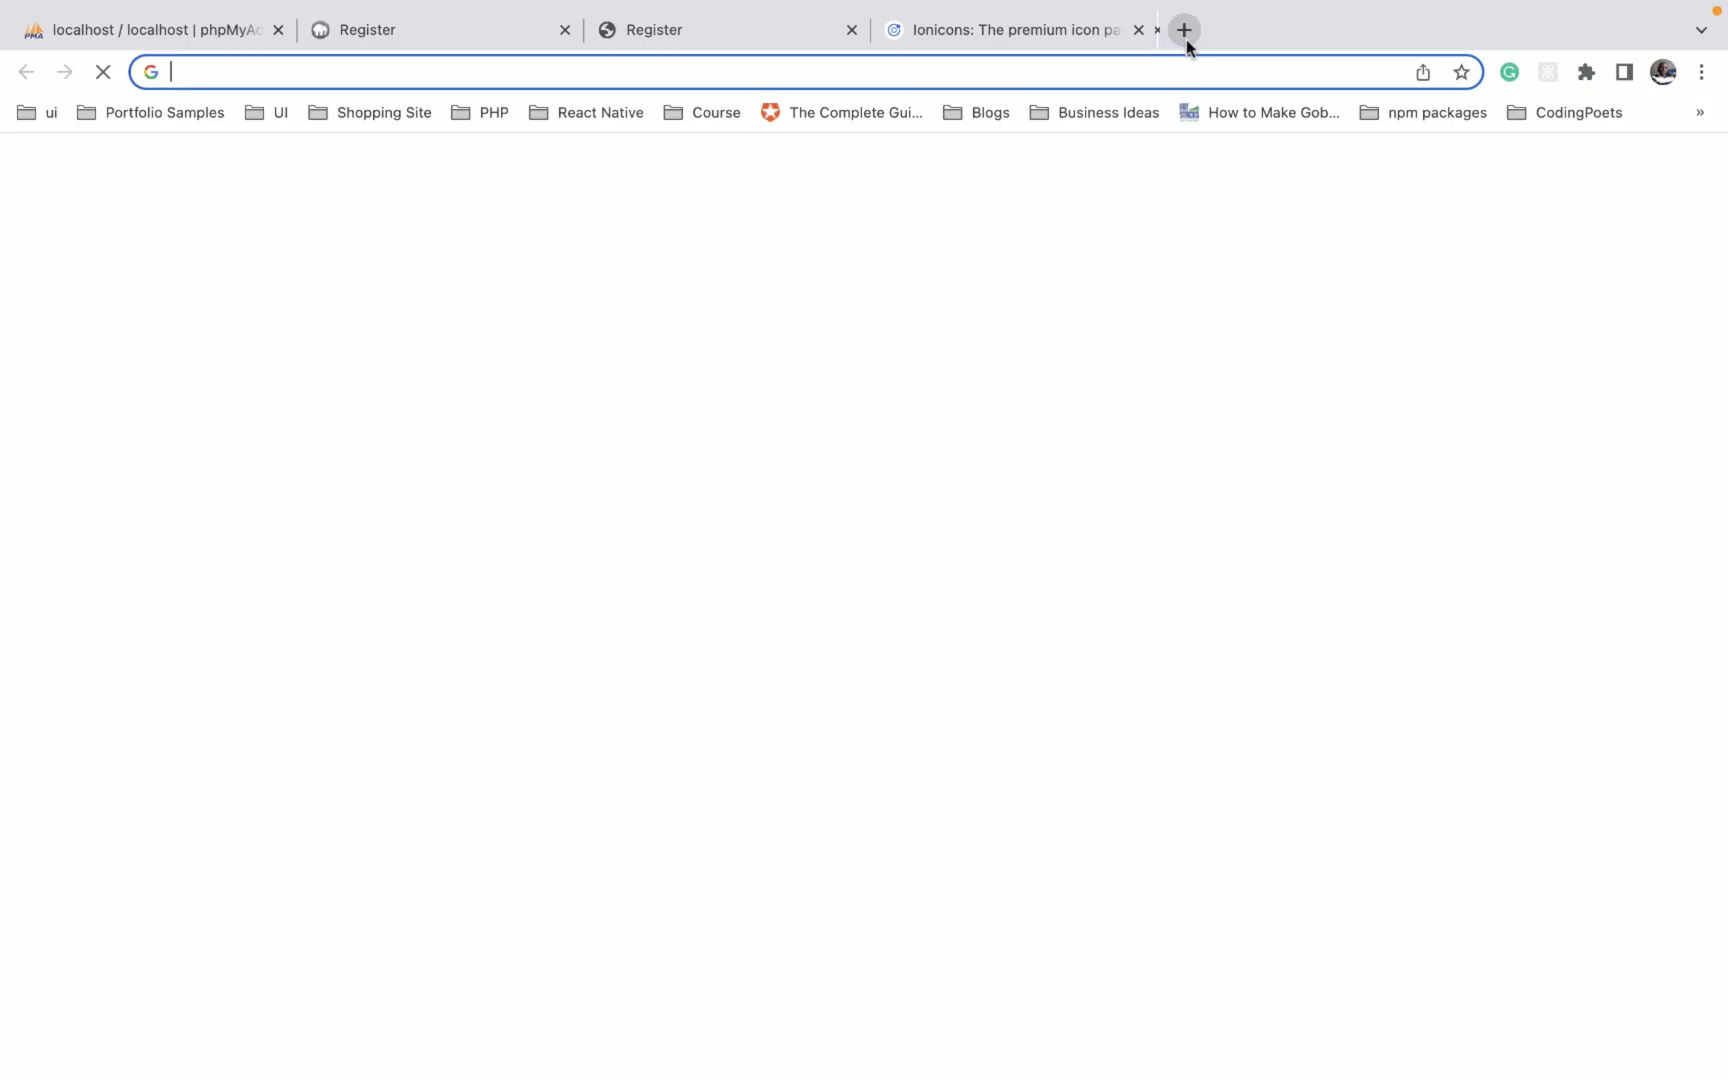 localhost / localhost | phpMyAd
Register
Register
Ionicons: The premium icon pa
ui
Portfolio Samples
UI
Shopping Site
PHP
React Native
Course
The Complete Gui...
Blogs
Business Ideas
How to Make Gob...
npm packages
CodingPoets
»